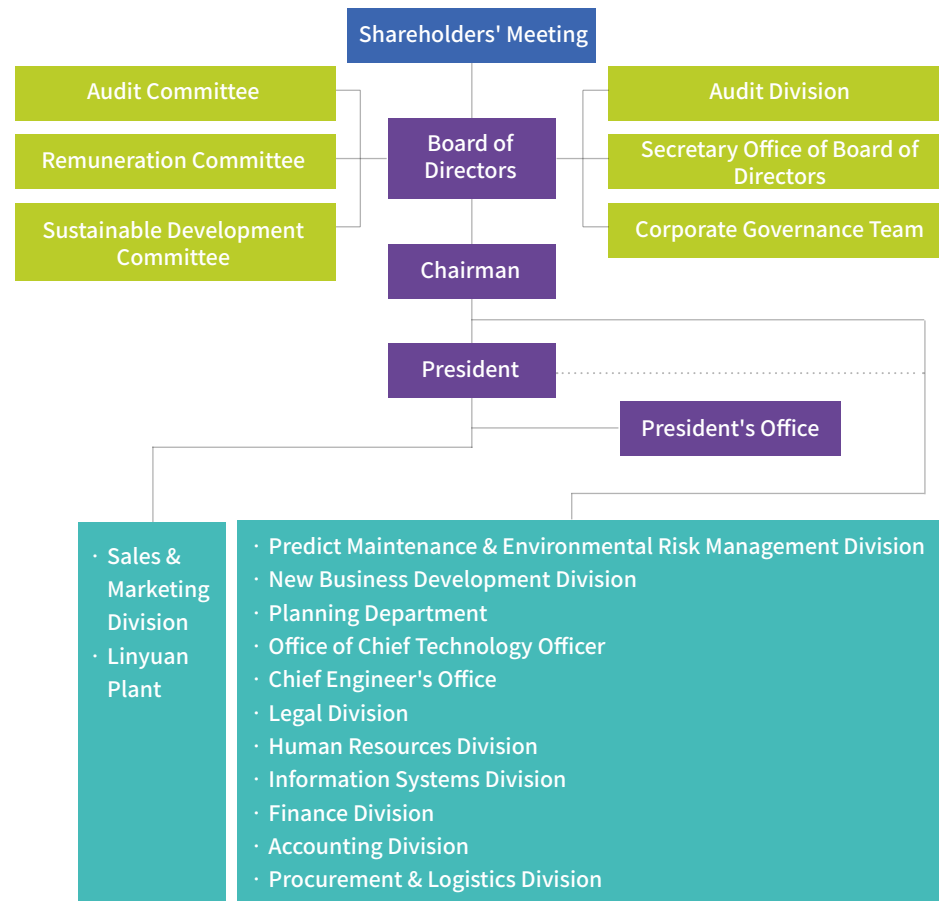 Shareholders' Meeting
Audit Committee
Remuneration Committee
Sustainable Development
Committee
Board of
Directors
Audit Division
Secretary Office of Board of
Directors
Corporate Governance Team
Chairman
President
President's Office
· Sales &
Marketing
Division
· Linyuan
Plant
· Predict Maintenance & Environmental Risk Management Division
· New Business Development Division
· Planning Department
· Office of Chief Technology Officer
· Chief Engineer's Office
· Legal Division
· Human Resources Division
· Information Systems Division
· Finance Division
· Accounting Division
· Procurement & Logistics Division